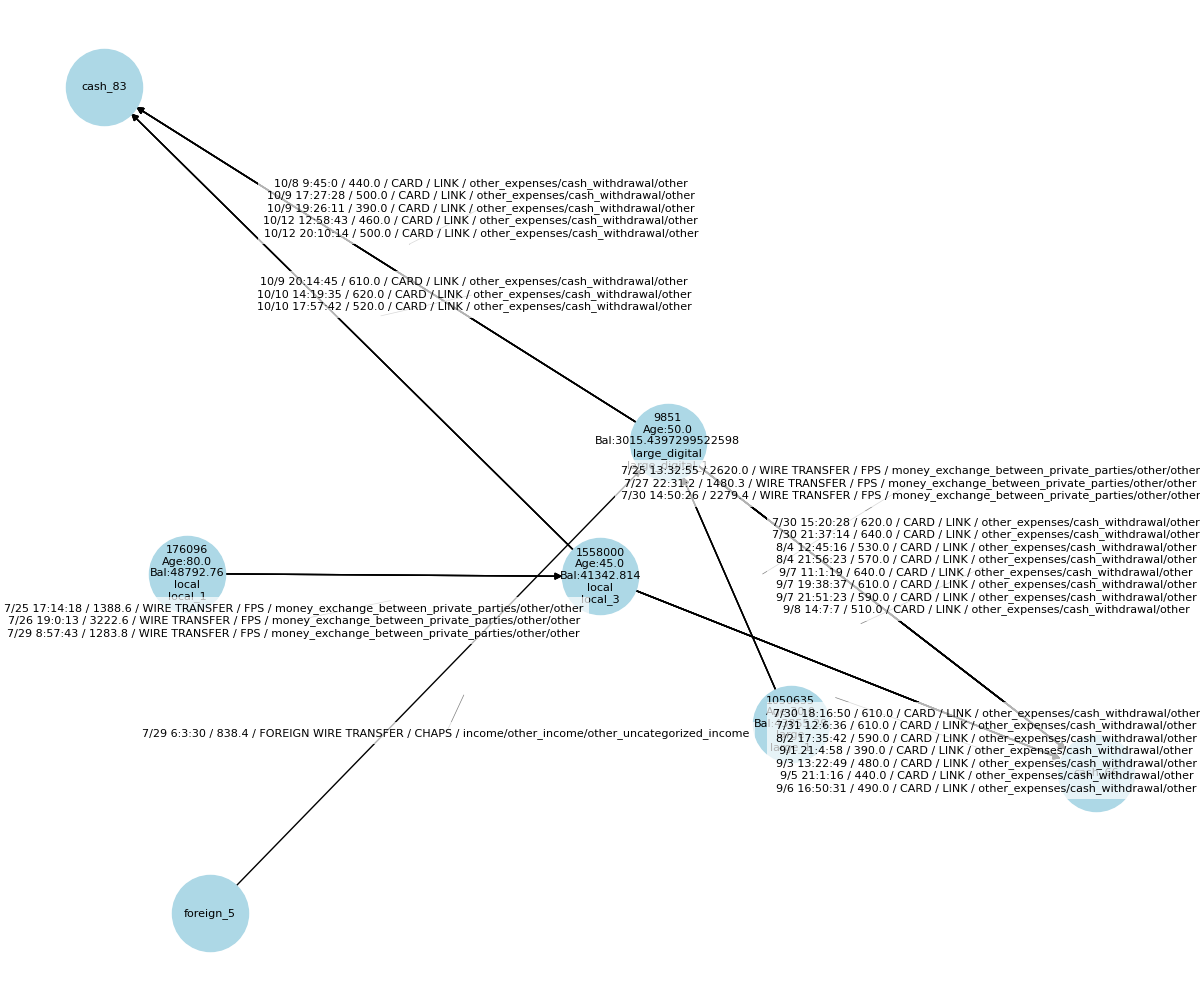 cash_83
10/8 9:45:0 / 440.0 / CARD / LINK / other_expenses/cash_withdrawal/other
10/9 17:27:28 / 500.0 / CARD / LINK / other_expenses/cash_withdrawal/other
10/9 19:26:11 / 390.0 / CARD / LINK / other_expenses/cash_withdrawal/other
10/12 12:58:43 / 460.0 / CARD / LINK / other_expenses/cash_withdrawal/other
10/12 20:10:14 / 500.0 / CARD / LINK / other_expenses/cash_withdrawal/other
10/9 20:14:45 / 610.0 / CARD / LINK / other_expenses/cash_withdrawal/other
10/10 14:19:35 / 620.0 / CARD / LINK / other_expenses/cash_withdrawal/other
10/10 17:57:42 / 520.0 / CARD / LINK / other_expenses/cash_withdrawal/other
9851
Age:50.0
Bal:3015.4397299522598
large_digital
7/25 13:32:55 / 2620.0 / WIRE TRANSFER / FPS / money_exchange_between_private_parties/other/other
7/27 22:31:2 / 1480.3 / WIRE TRANSFER / FPS / money_exchange_between_private_parties/other/other
7/30 14:50:26 / 2279.4 / WIRE TRANSFER / FPS / money_exchange_between_private_parties/other/other
7/30 15:20:28 / 620.0 / CARD / LINK / other_expenses/cash_withdrawal/other
7/30 21:37:14 / 640.0 / CARD / LINK / other_expenses/cash_withdrawal/other
8/4 12:45:16 / 530.0 / CARD / LINK / other_expenses/cash_withdrawal/other
8/4 21:56:23 / 570.0 / CARD / LINK / other_expenses/cash_withdrawal/other
9/7 11:1:19 / 640.0 / CARD / LINK / other_expenses/cash_withdrawal/other
9/7 19:38:37 / 610.0 / CARD / LINK / other_expenses/cash_withdrawal/other
9/7 21:51:23 / 590.0 / CARD / LINK / other_expenses/cash_withdrawal/other
9/8 14:7:7 / 510.0 / CARD / LINK / other_expenses/cash_withdrawal/other
176096
Age:80.0
Bal:48792.76
local
local_1
1558000
Age:45.0
Bal:41342.814
local
local_3
7/25 17:14:18 / 1388.6 / WIRE TRANSFER / FPS / money_exchange_between_private_parties/other/other
7/26 19:0:13 / 3222.6 / WIRE TRANSFER / FPS / money_exchange_between_private_parties/other/other
7/29 8:57:43 / 1283.8 / WIRE TRANSFER / FPS / money_exchange_between_private_parties/other/other
1050635
7/30 18:16:50 / 610.0 / CARD / LINK / other_expenses/cash_withdrawal/other
7/31 12:6:36 / 610.0 / CARD / LINK / other_expenses/cash_withdrawal/other
8/2 17:35:42 / 590.0 / CARD / LINK / other_expenses/cash_withdrawal/other
9/1 21:4:58 / 390.0 / CARD / LINK / other_expenses/cash_withdrawal/other
9/3 13:22:49 / 480.0 / CARD / LINK / other_expenses/cash_withdrawal/other
9/5 21:1:16 / 440.0 / CARD / LINK / other_expenses/cash_withdrawal/other
9/6 16:50:31 / 490.0 / CARD / LINK / other_expenses/cash_withdrawal/other
7/29 6:3:30 / 838.4 / FOREIGN WIRE TRANSFER / CHAPS / income/other_income/other_uncategorized_income
foreign_5